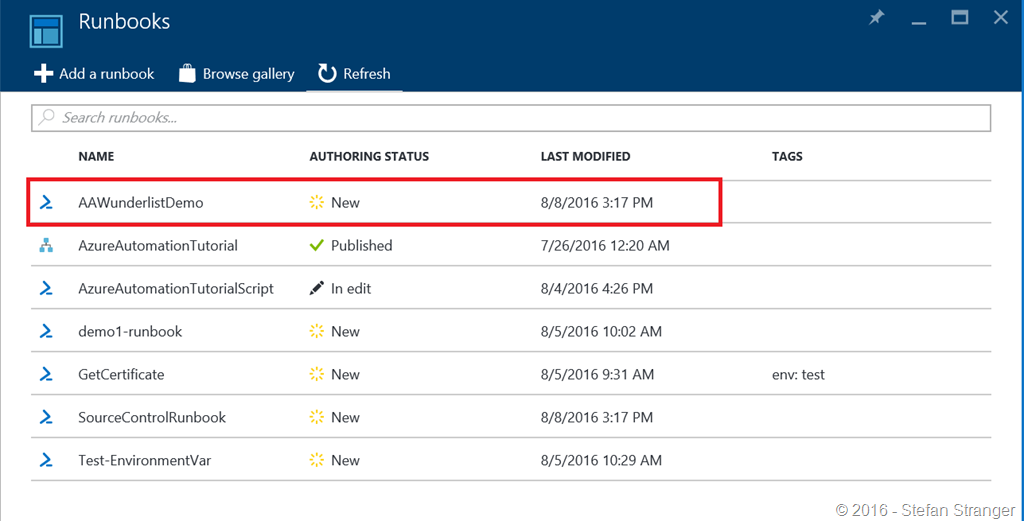 Runbooks
Add a runbook Browse gallery Refresh
Search runbooks...
NAME AUTHORING STATUS LAST MODIFIED TAGS
AAWunderlistDemo New 8/8/2016 3:17 PM
AzureAutomationTutorial Published 7/26/2016 12:20 AM
AzureAutomationTutorialScript In edit 8/4/2016 4:26 PM
demo1-runbook New 8/5/2016 10:02 AM
GetCertificate New 8/5/2016 9:31 AM env: test
SourceControlRunbook New 8/8/2016 3:17 PM
Test-EnvironmentVar New 8/5/2016 10:29 AM
© 2016 - Stefan Stranger